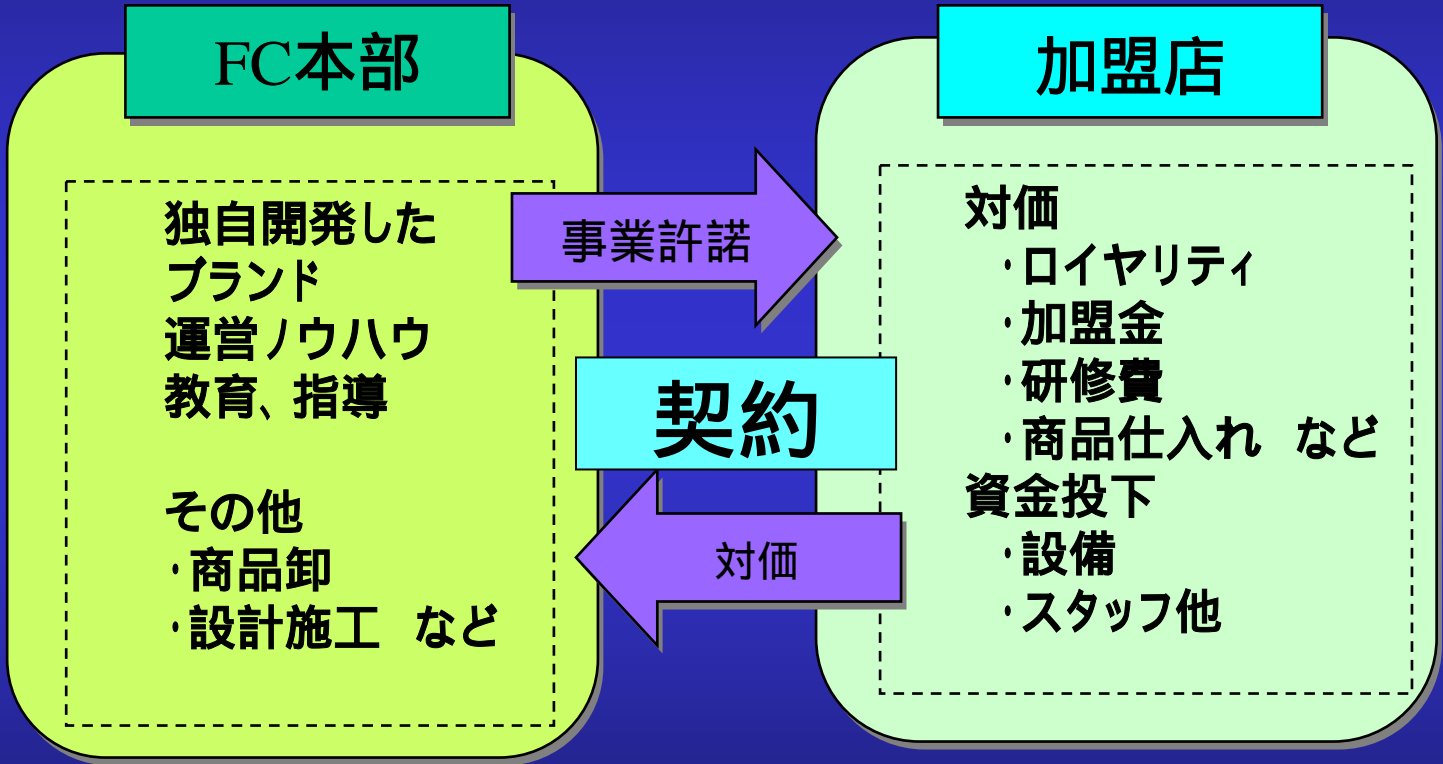 FC本部
独自開発した
ブランド
運営ノウハウ
教育、指導
その他
・商品卸
・設計施工　など
事業許諾
契約
対価
加盟店
対価
・ロイヤリティ
・加盟金
・研修費
・商品仕入れ　など
資金投下
・設備
・スタッフ他